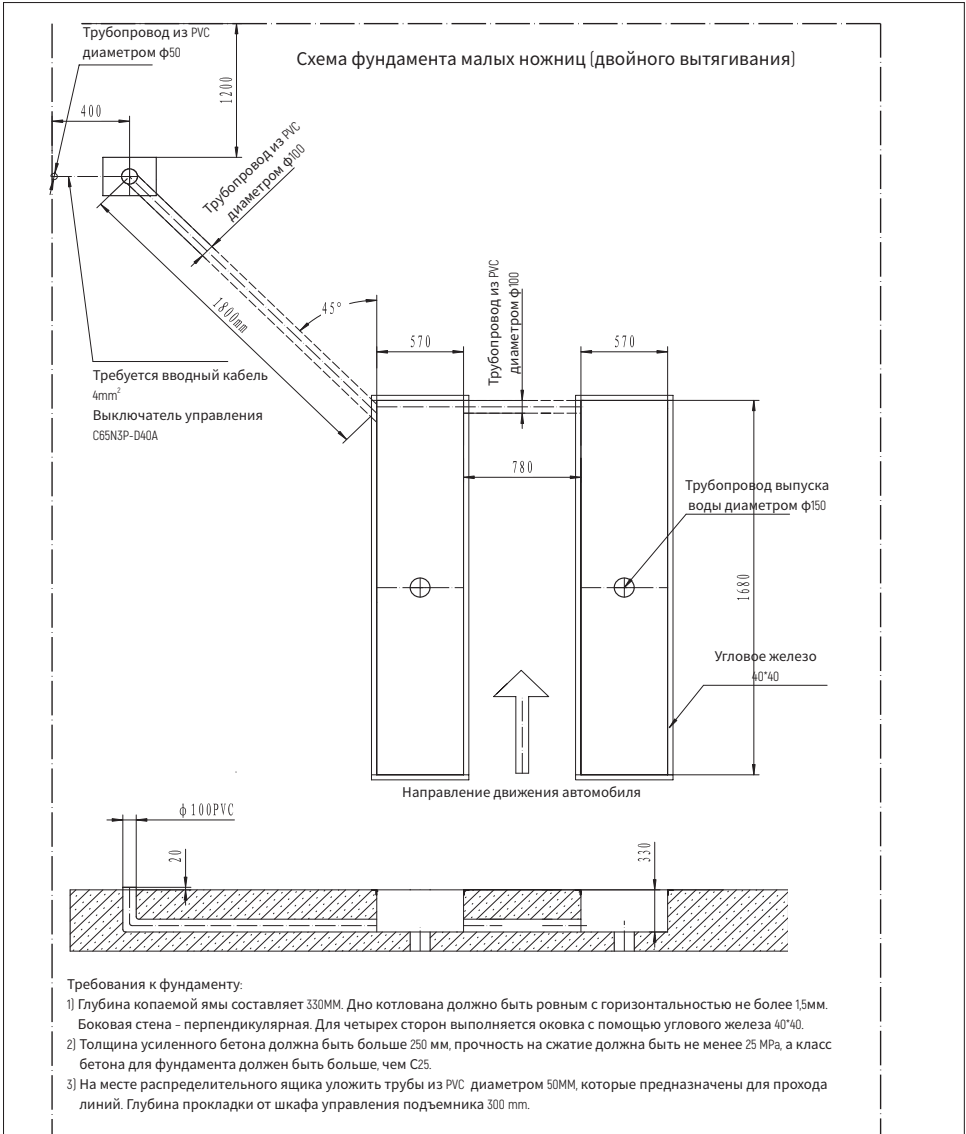 Трубопровод из PVC
диаметром ф50
Схема фундамента малых ножниц (двойного вытягивания)
1200
400
Трубопровод из PVC
диаметром ф100
1800mm
45°
Трубопровод из PVC
диаметром ф100
570
570
Требуется вводный кабель
4mm²
Выключатель управления
C65N3P-D40A
780
Трубопровод выпуска
воды диаметром ф150
1680
Угловое железо
40*40
Направление движения автомобиля
ф100PVC
20
330
Требования к фундаменту:
1) Глубина копаемой ямы составляет 330ММ. Дно котлована должно быть ровным с горизонтальностью не более 1,5мм.
Боковая стена - перпендикулярная. Для четырех сторон выполняется оковка с помощью углового железа 40*40.
2) Толщина усиленного бетона должна быть больше 250 мм, прочность на сжатие должна быть не менее 25 MPa, а класс
бетона для фундамента должен быть больше, чем С25.
3) На месте распределительного ящика уложить трубы из PVC диаметром 50ММ, которые предназначены для прохода
линий. Глубина прокладки от шкафа управления подъемника 300 mm.